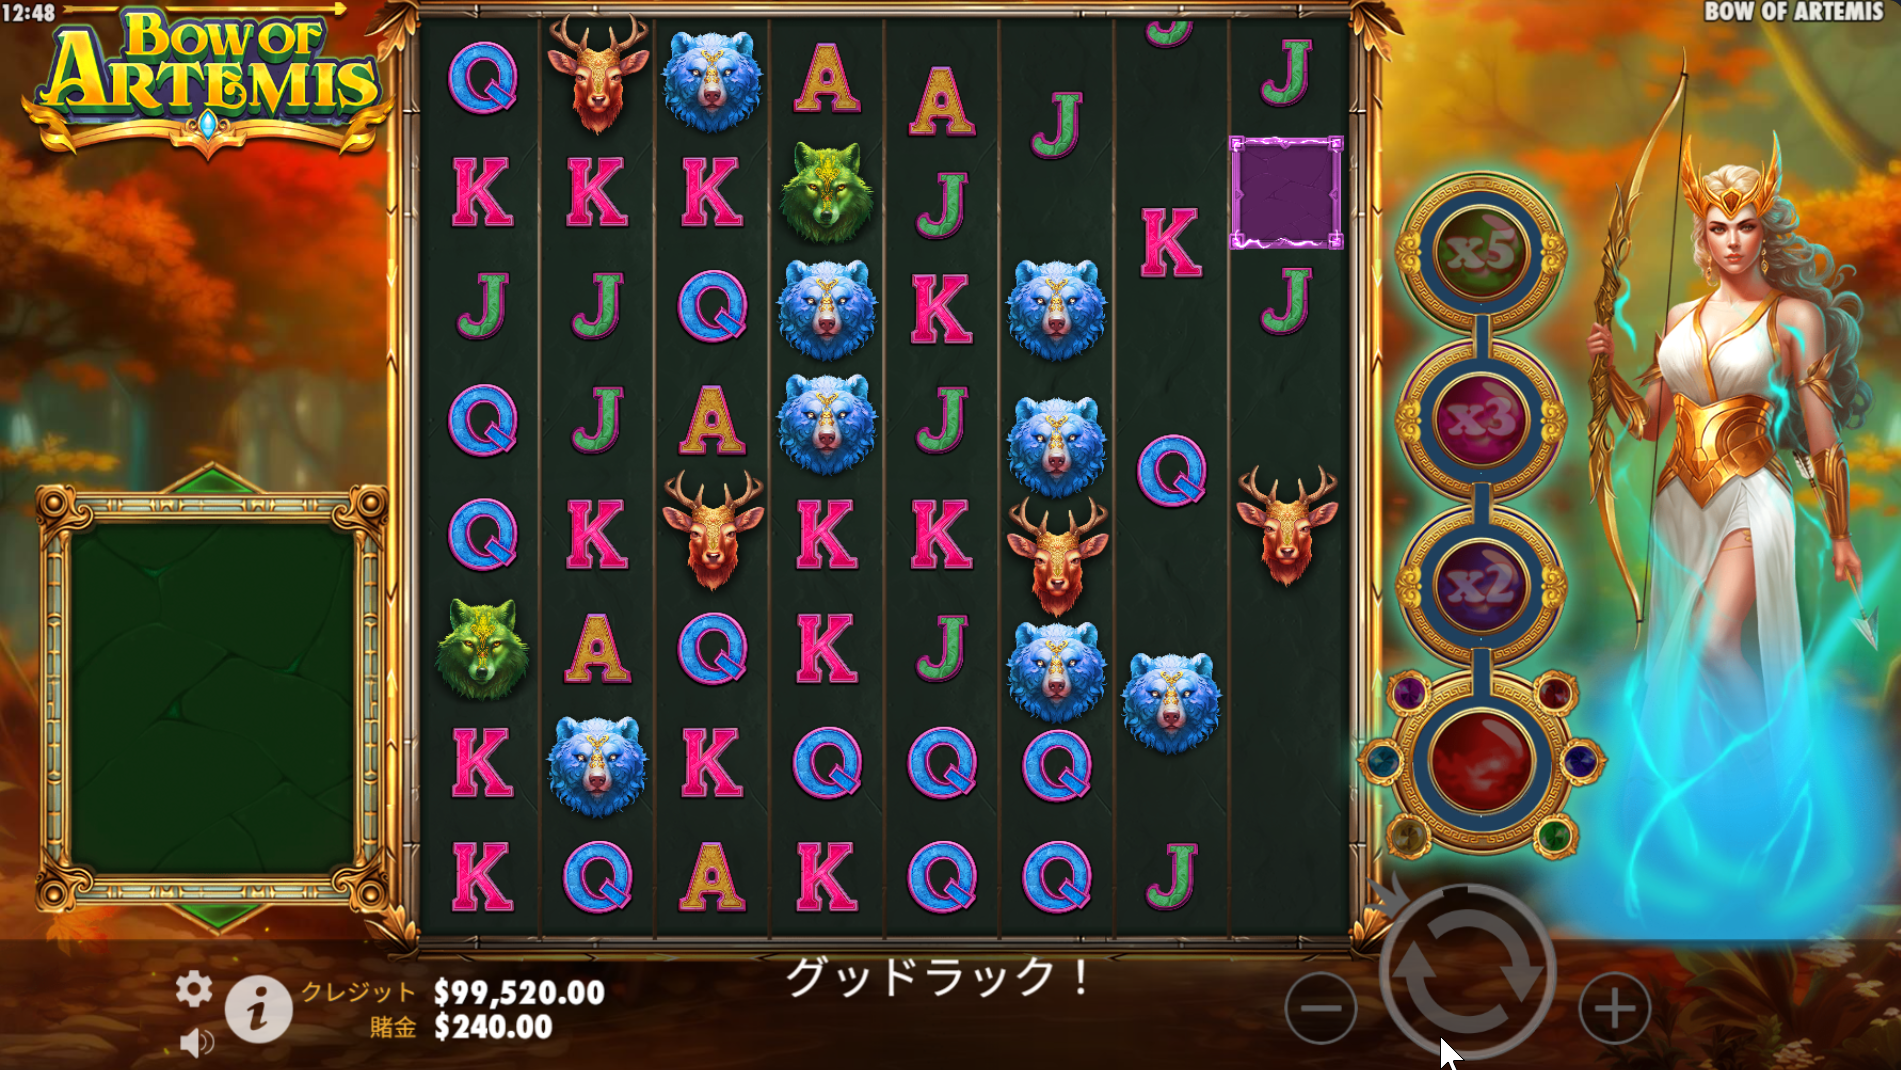 12:48
BOW OF ARTEMIS
BOW OF
ARTEMIS
Q A A J J
K K K J K
J J Q K J
Q J A J Q
Q K K K
A Q K J
K K Q Q Q
K Q A K Q Q J
x5
x3
x2
グッドラック！
クレジット $99,520.00
賭金 $240.00